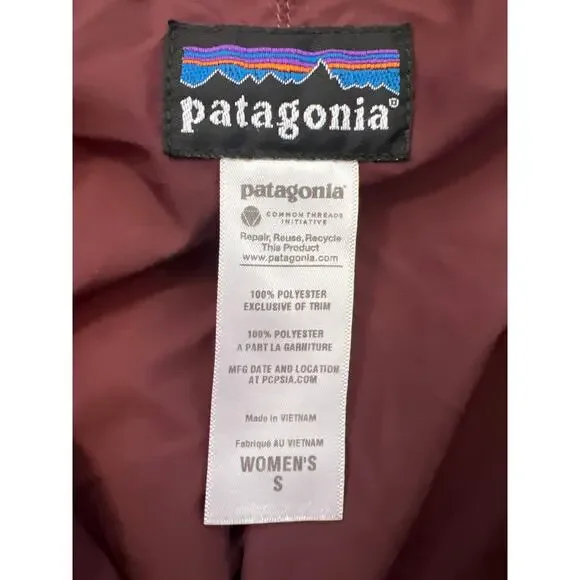 patagonia®
patagonia®
COMMON THREADS
INITIATIVE
Repair, Reuse, Recycle
This Product
www.patagonia.com
100% POLYESTER
EXCLUSIVE OF TRIM
100% POLYESTER
A PART LA GARNITURE
MFG DATE AND LOCATION
AT PCPSIA.COM
Made in VIETNAM
Fabriqué AU VIETNAM
WOMEN'S
S